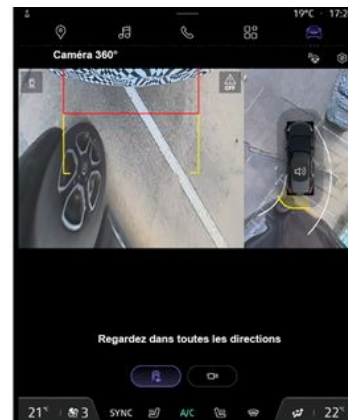 19°C · 17:2
Caméra 360°
OFF
Regardez dans toutes les directions
21° 3 SYNC A/C 22°